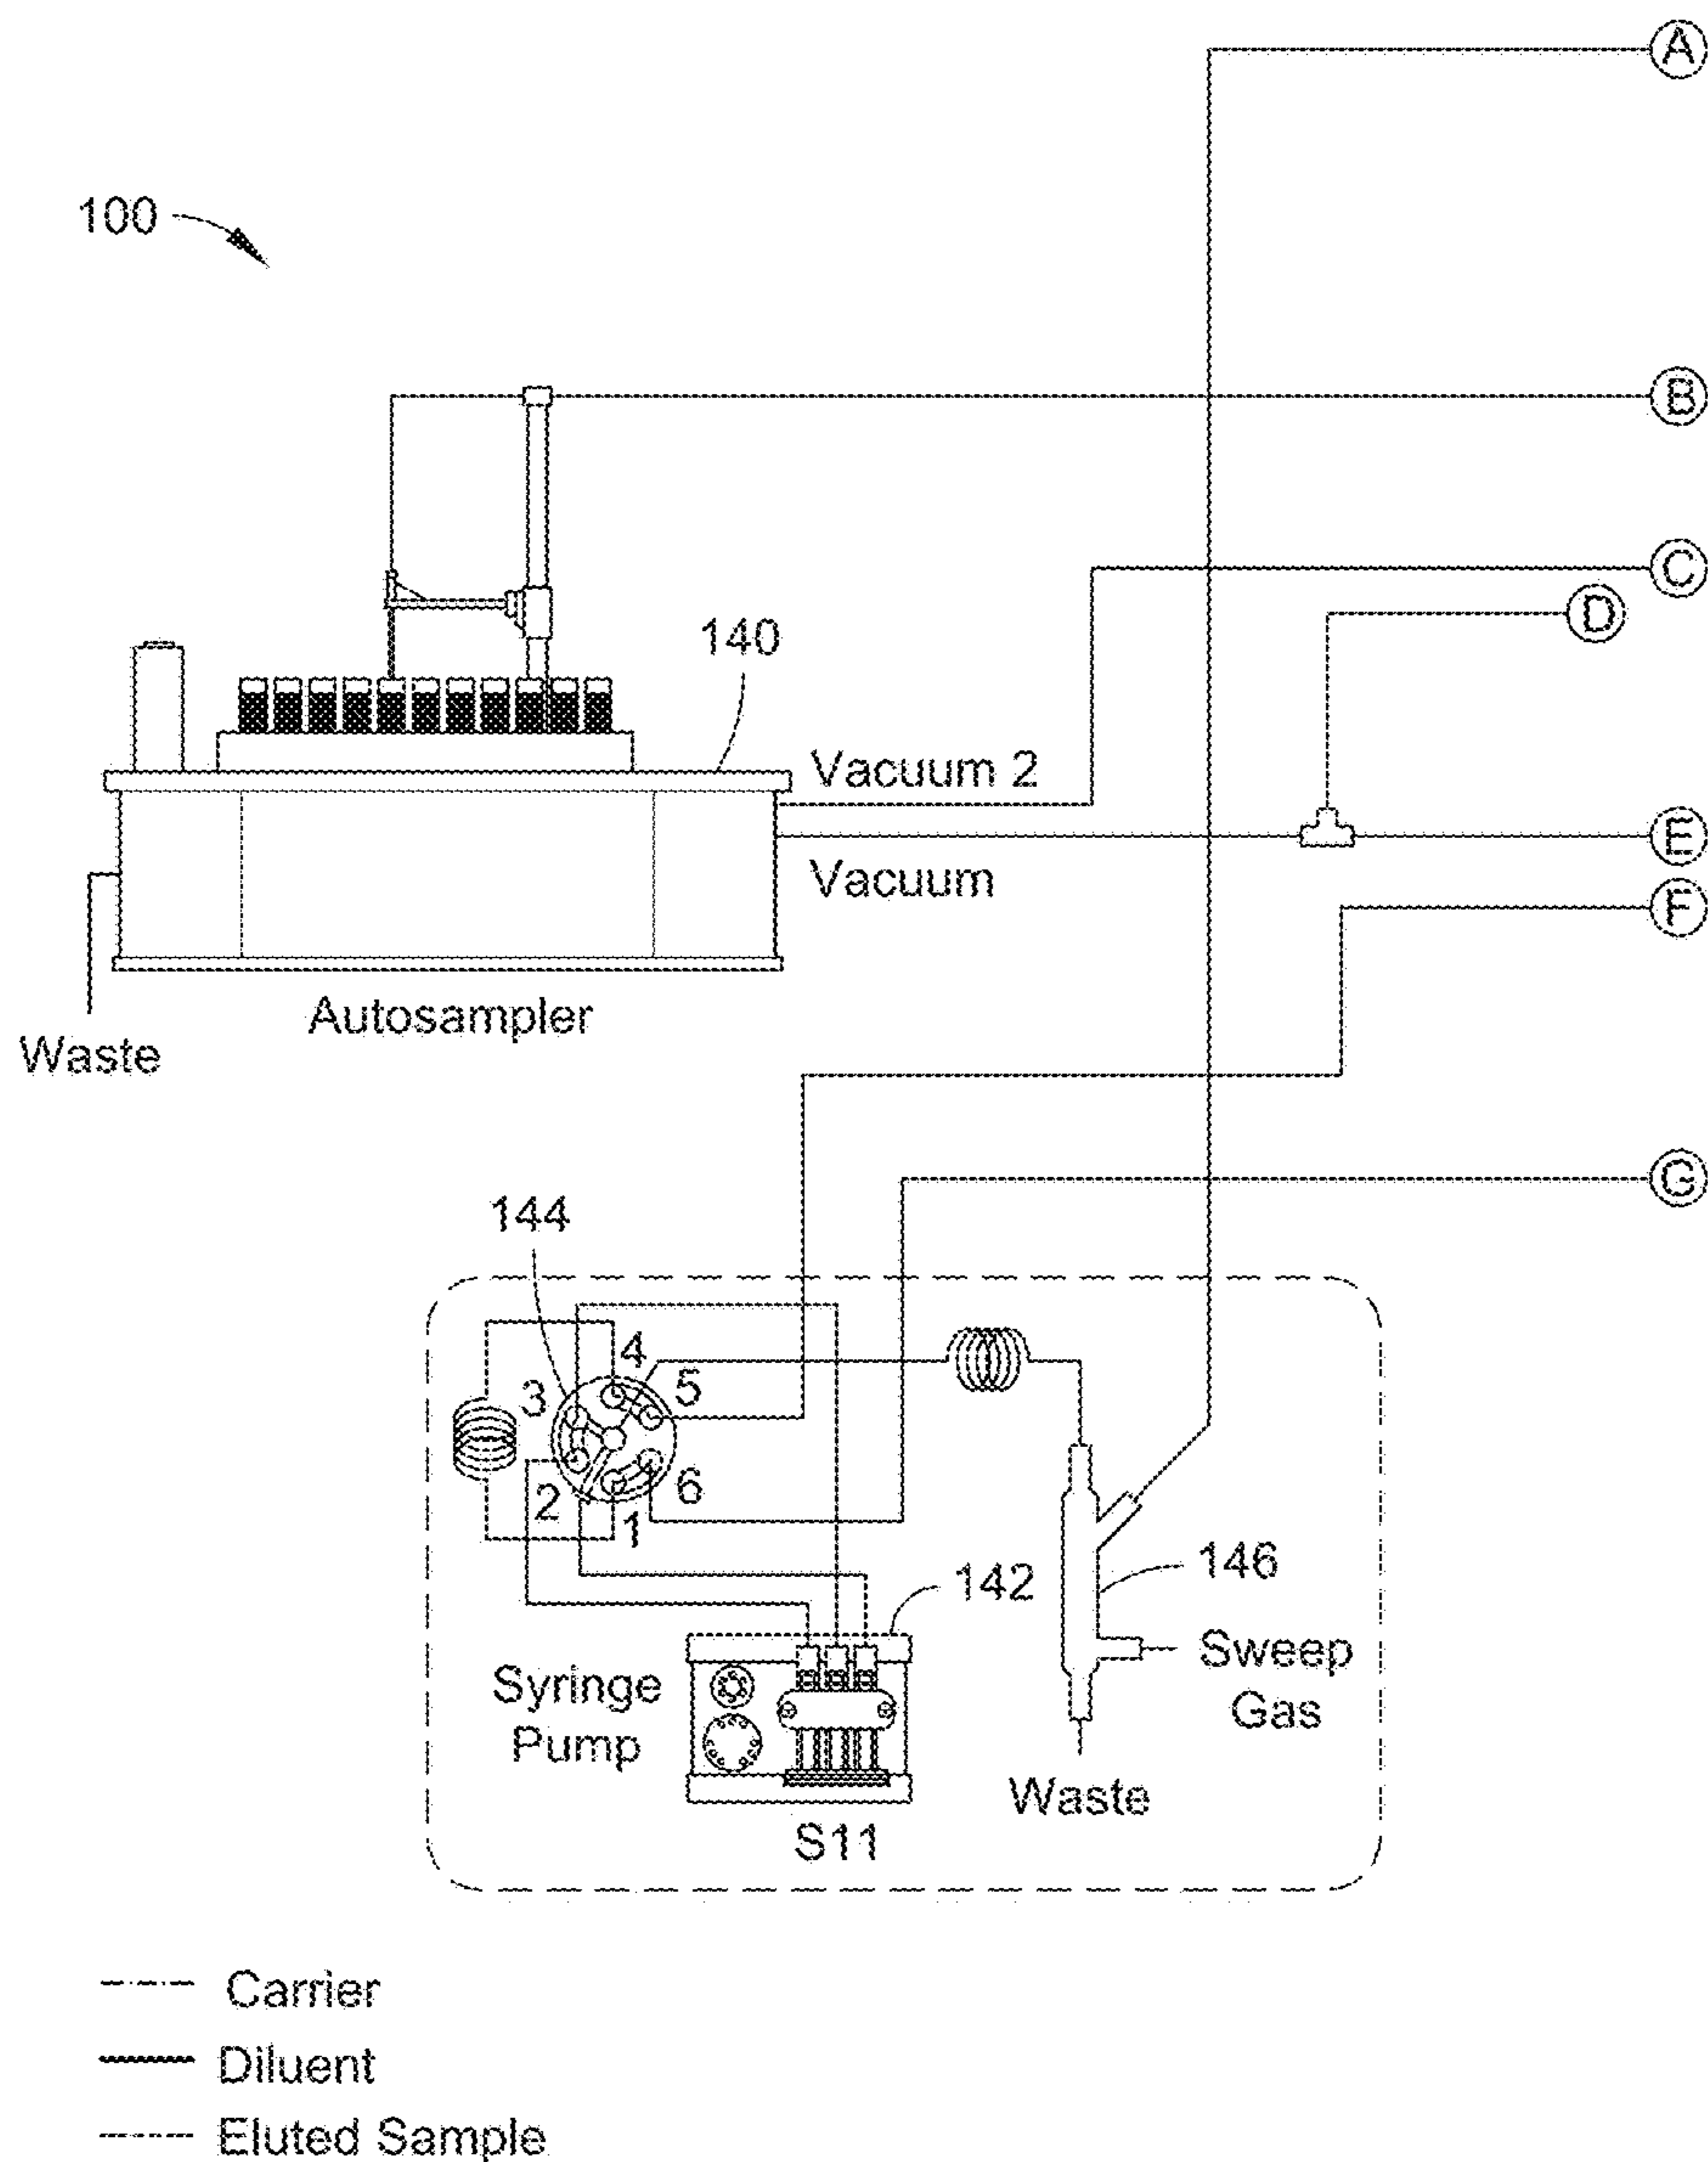 A
100
B
C
D
140
Vacuum 2
E
Vacuum
F
Autosampler
Waste
G
144
4
3
5
2
6
1
142
146
Syringe
Pump
Sweep
Gas
Waste
S11
Carrier
Diluent
Eluted Sample